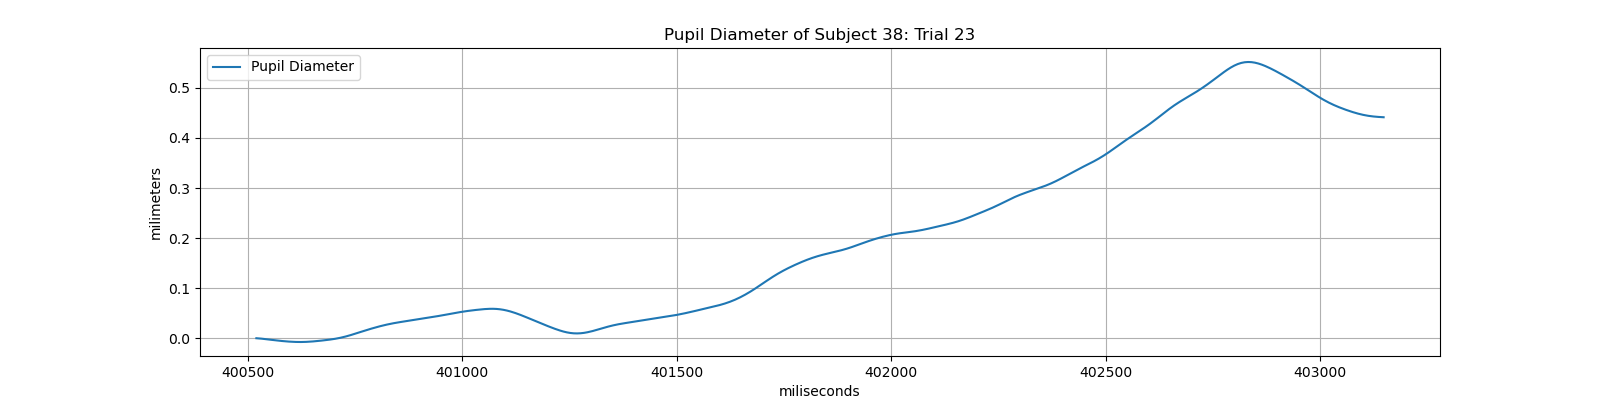 Pupil Diameter of Subject 38: Trial 23
Pupil Diameter
milimeters
0.5
0.4
0.3
0.2
0.1
0.0
400500 401000 401500 402000 402500 403000
miliseconds